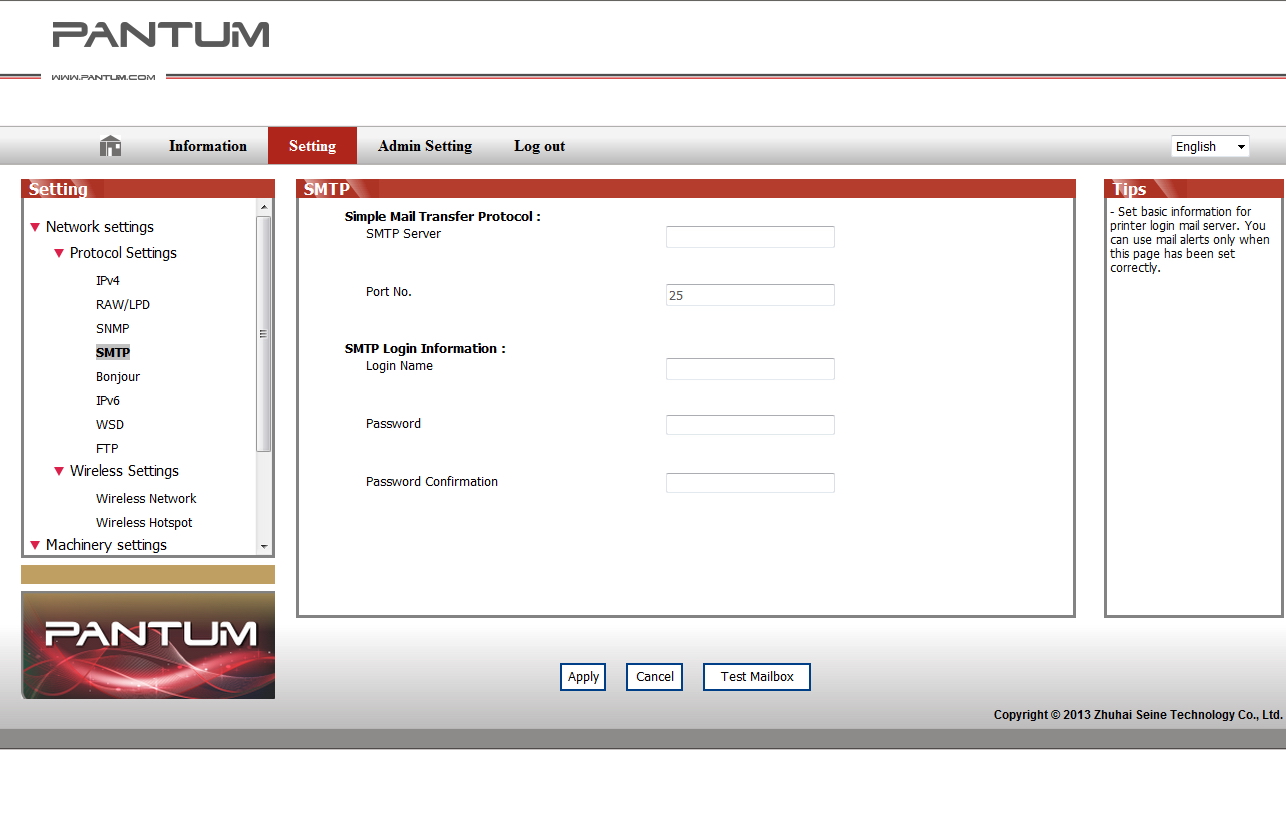 PANTUM
WWW.PANTUM.COM
Information
Setting
Admin Setting
Log out
English
Setting
Network settings
Protocol Settings
IPv4
RAW/LPD
SNMP
SMTP
Bonjour
IPv6
WSD
FTP
Wireless Settings
Wireless Network
Wireless Hotspot
Machinery settings
PANTUM
SMTP
Simple Mail Transfer Protocol :
SMTP Server
Port No.
25
SMTP Login Information :
Login Name
Password
Password Confirmation
Tips
- Set basic information for
printer login mail server. You
can use mail alerts only when
this page has been set
correctly.
Apply
Cancel
Test Mailbox
Copyright © 2013 Zhuhai Seine Technology Co., Ltd.